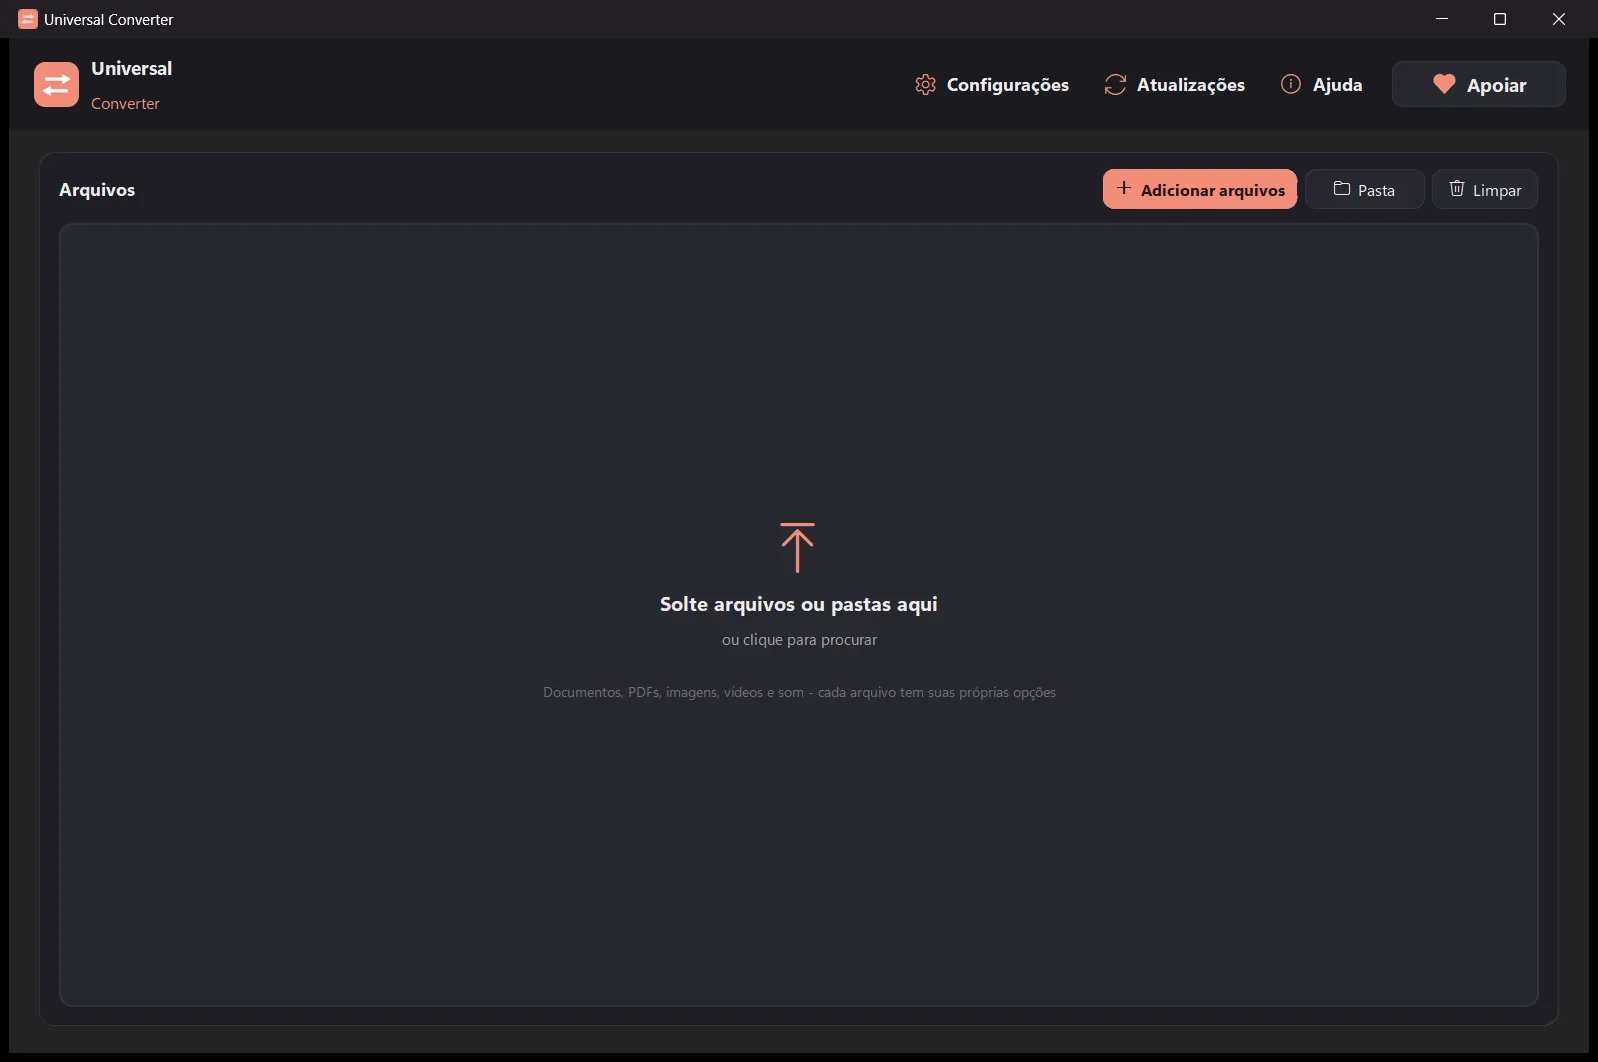 Universal Converter
Universal
Converter
Configurações
Atualizações
Ajuda
Apoiar
Arquivos
Adicionar arquivos
Pasta
Limpar
Solte arquivos ou pastas aqui
ou clique para procurar
Documentos, PDFs, imagens, vídeos e som - cada arquivo tem suas próprias opções